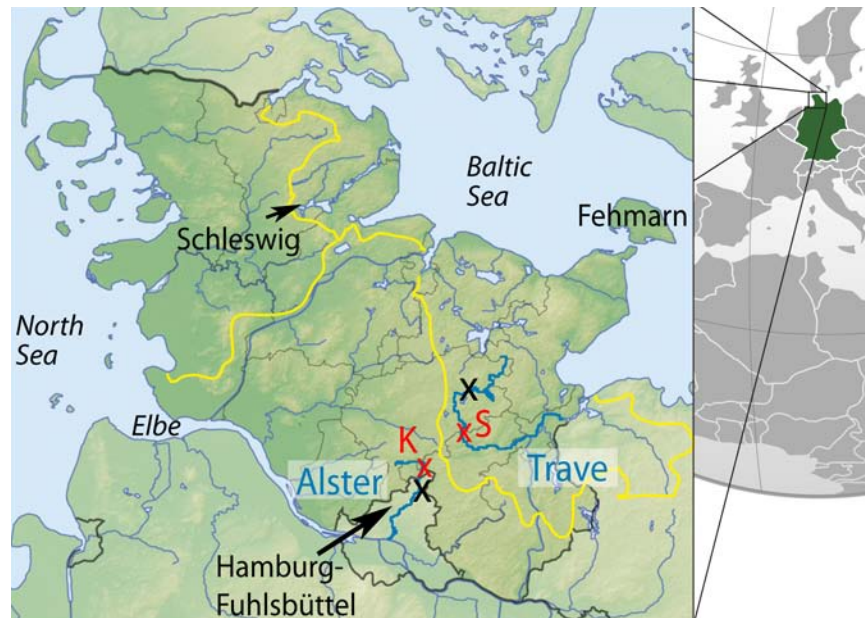 Baltic
Sea
Fehmarn
Schleswig
North
Sea
Elbe
X
X S
K
X
Alster
X
Trave
Hamburg-
Fuhlsbüttel